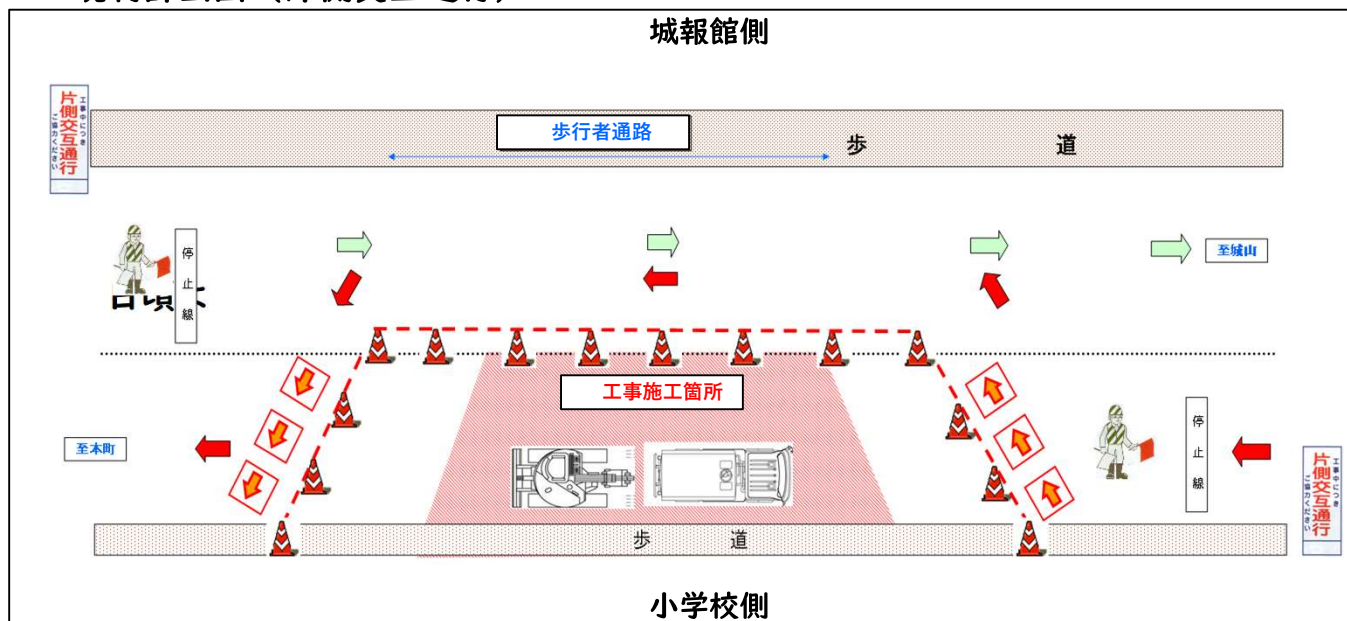 城報館側
工事中につき
片側交互通行
ご協力ください
歩行者通路
歩 道
停止線
至城山
工事施工箇所
至本町
停止線
工事中につき
片側交互通行
ご協力ください
歩 道
小学校側